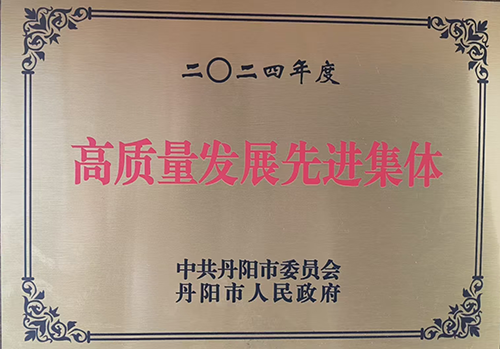 二〇二四年度
高质量发展先进集体
中共丹阳市委员会
丹阳市人民政府